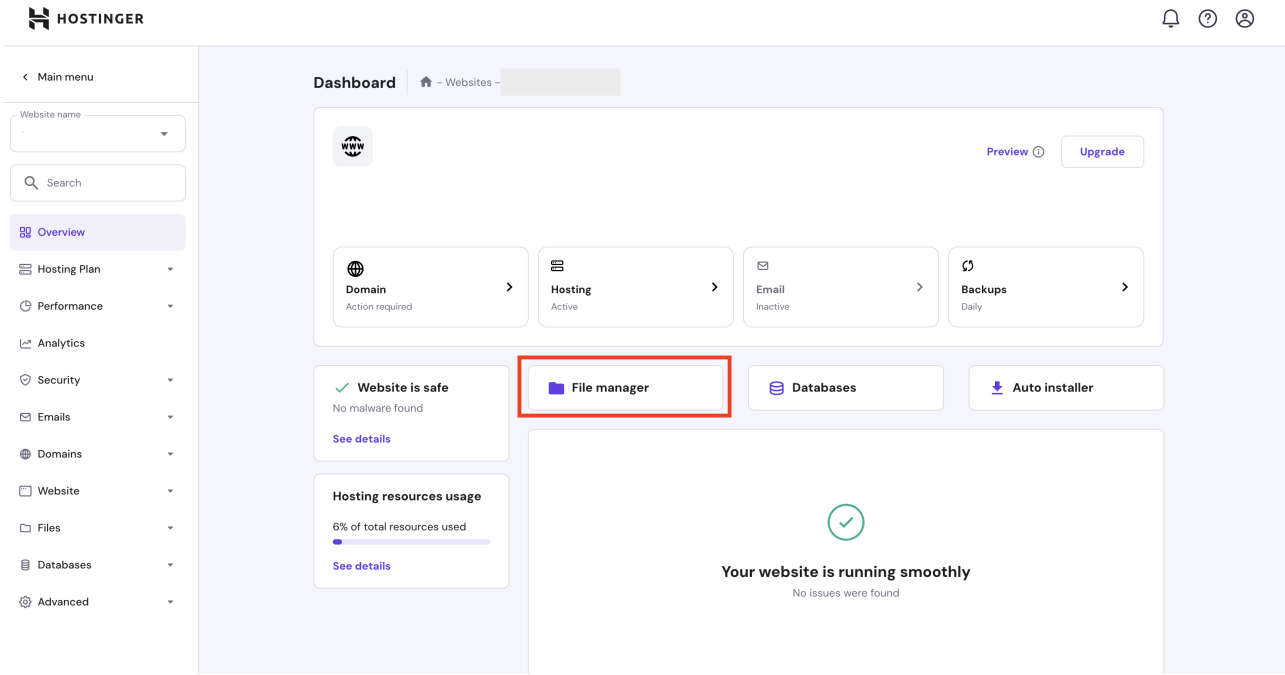 HOSTINGER
Main menu
Website name
Search
Overview
Hosting Plan
Performance
Analytics
Security
Emails
Domains
Website
Files
Databases
Advanced
Dashboard
- Websites -
www
Preview
Upgrade
Domain
Action required
Hosting
Active
Email
Inactive
Backups
Daily
Website is safe
No malware found
See details
File manager
Databases
Auto installer
Hosting resources usage
6% of total resources used
See details
Your website is running smoothly
No issues were found